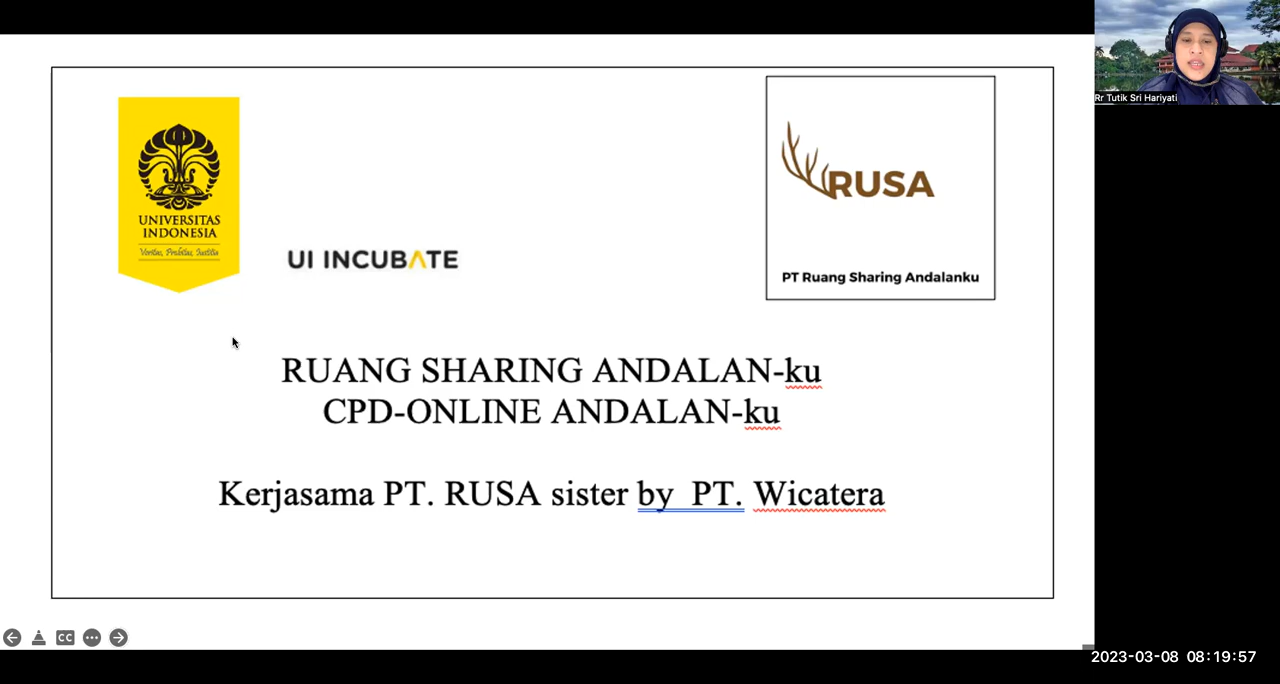 Rr Tutik Sri Hariyati
UNIVERSITAS
INDONESIA
Veritas, Probitas, Iustitia
UI INCUBATE
RUSA
PT Ruang Sharing Andalanku
RUANG SHARING ANDALAN-ku
CPD-ONLINE ANDALAN-ku
Kerjasama PT. RUSA sister by PT. Wicatera
CC
2023-03-08 08:19:57